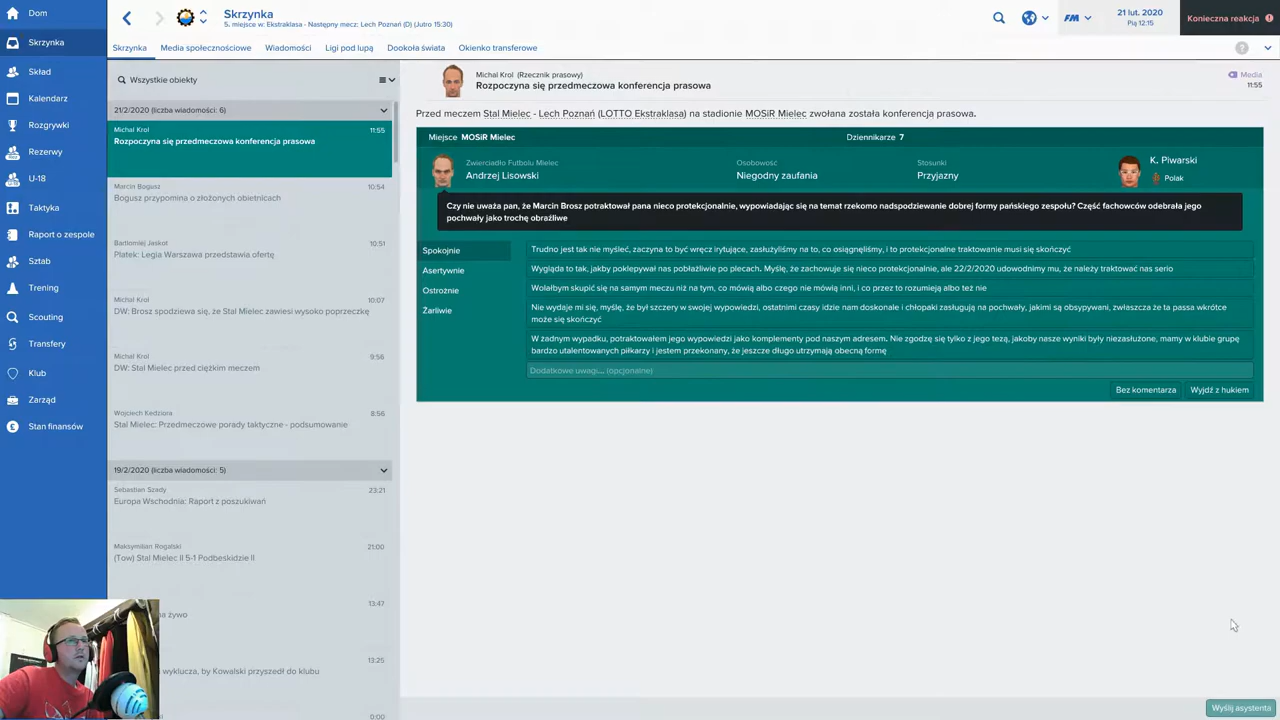 Dom
Skrzynka
Skład
Kalendarz
Rozgrywki
Rezerwy
U-18
Taktyka
Raport o zespole
Sztab
Trening
Scouting
Transfery
Klub
Zarząd
Stan finansów
Skrzynka
5. miejsce w: Ekstraklasa - Następny mecz: Lech Poznań (D) (Jutro 15:30)
FM
21 lut. 2020
Pią 12:15
Konieczna reakcja
Skrzynka
Media społecznościowe
Wiadomości
Ligi pod lupą
Dookoła świata
Okienko transferowe
Wszystkie obiekty
21/2/2020 (liczba wiadomości: 6)
Michal Krol 11:55
Rozpoczyna się przedmeczowa konferencja prasowa
Marcin Bogusz 10:54
Bogusz przypomina o złożonych obietnicach
Bartlomiej Jaskot 10:51
Płatek: Legia Warszawa przedstawia ofertę
Michal Krol 10:07
DW: Brosz spodziewa się, że Stal Mielec zawiesi wysoko poprzeczkę
Michal Krol 9:56
DW: Stal Mielec przed ciężkim meczem
Wojciech Kedziora 8:56
Stal Mielec: Przedmeczowe porady taktyczne - podsumowanie
19/2/2020 (liczba wiadomości: 5)
Sebastian Szady 23:21
Europa Wschodnia: Raport z poszukiwań
Maksymilian Rogalski 21:00
(Tow) Stal Mielec II 5-1 Podbeskidzie II
13:47
na żywo
13:25
wyklucza, by Kowalski przyszedł do klubu
0:00
Michal Krol (Rzecznik prasowy)
Rozpoczyna się przedmeczowa konferencja prasowa
Media
11:55
Przed meczem Stal Mielec - Lech Poznań (LOTTO Ekstraklasa) na stadionie MOSiR Mielec zwołana została konferencja prasowa.
Miejsce MOSiR Mielec
Dziennikarze 7
Zwierciadło Futbolu Mielec
Andrzej Lisowski
Osobowość
Niegodny zaufania
Stosunki
Przyjazny
K. Piwarski
Polak
Czy nie uważa pan, że Marcin Brosz potraktował pana nieco protekcjonalnie, wypowiadając się na temat rzekomo nadspodziewanie dobrej formy pańskiego zespołu? Część fachowców odebrała jego
pochwały jako trochę obraźliwe
Spokojnie
Asertywnie
Ostrożnie
Żarliwie
Trudno jest tak nie myśleć, zaczyna to być wręcz irytujące, zasłużyliśmy na to, co osiągnęliśmy, i to protekcjonalne traktowanie musi się skończyć
Wygląda to tak, jakby poklepywał nas pobłażliwie po plecach. Myślę, że zachowuje się nieco protekcjonalnie, ale 22/2/2020 udowodnimy mu, że należy traktować nas serio
Wolałbym skupić się na samym meczu niż na tym, co mówią albo czego nie mówią inni, i co przez to rozumieją albo też nie
Nie wydaje mi się, myślę, że był szczery w swojej wypowiedzi, ostatnimi czasy idzie nam doskonale i chłopaki zasługują na pochwały, jakimi są obsypywani, zwłaszcza że ta passa wkrótce
może się skończyć
W żadnym wypadku, potraktowałem jego wypowiedzi jako komplementy pod naszym adresem. Nie zgodzę się tylko z jego tezą, jakoby nasze wyniki były niezasłużone, mamy w klubie grupę
bardzo utalentowanych piłkarzy i jestem przekonany, że jeszcze długo utrzymają obecną formę
Dodatkowe uwagi... (opcjonalne)
Bez komentarza
Wyjdź z hukiem
Wyślij asystenta